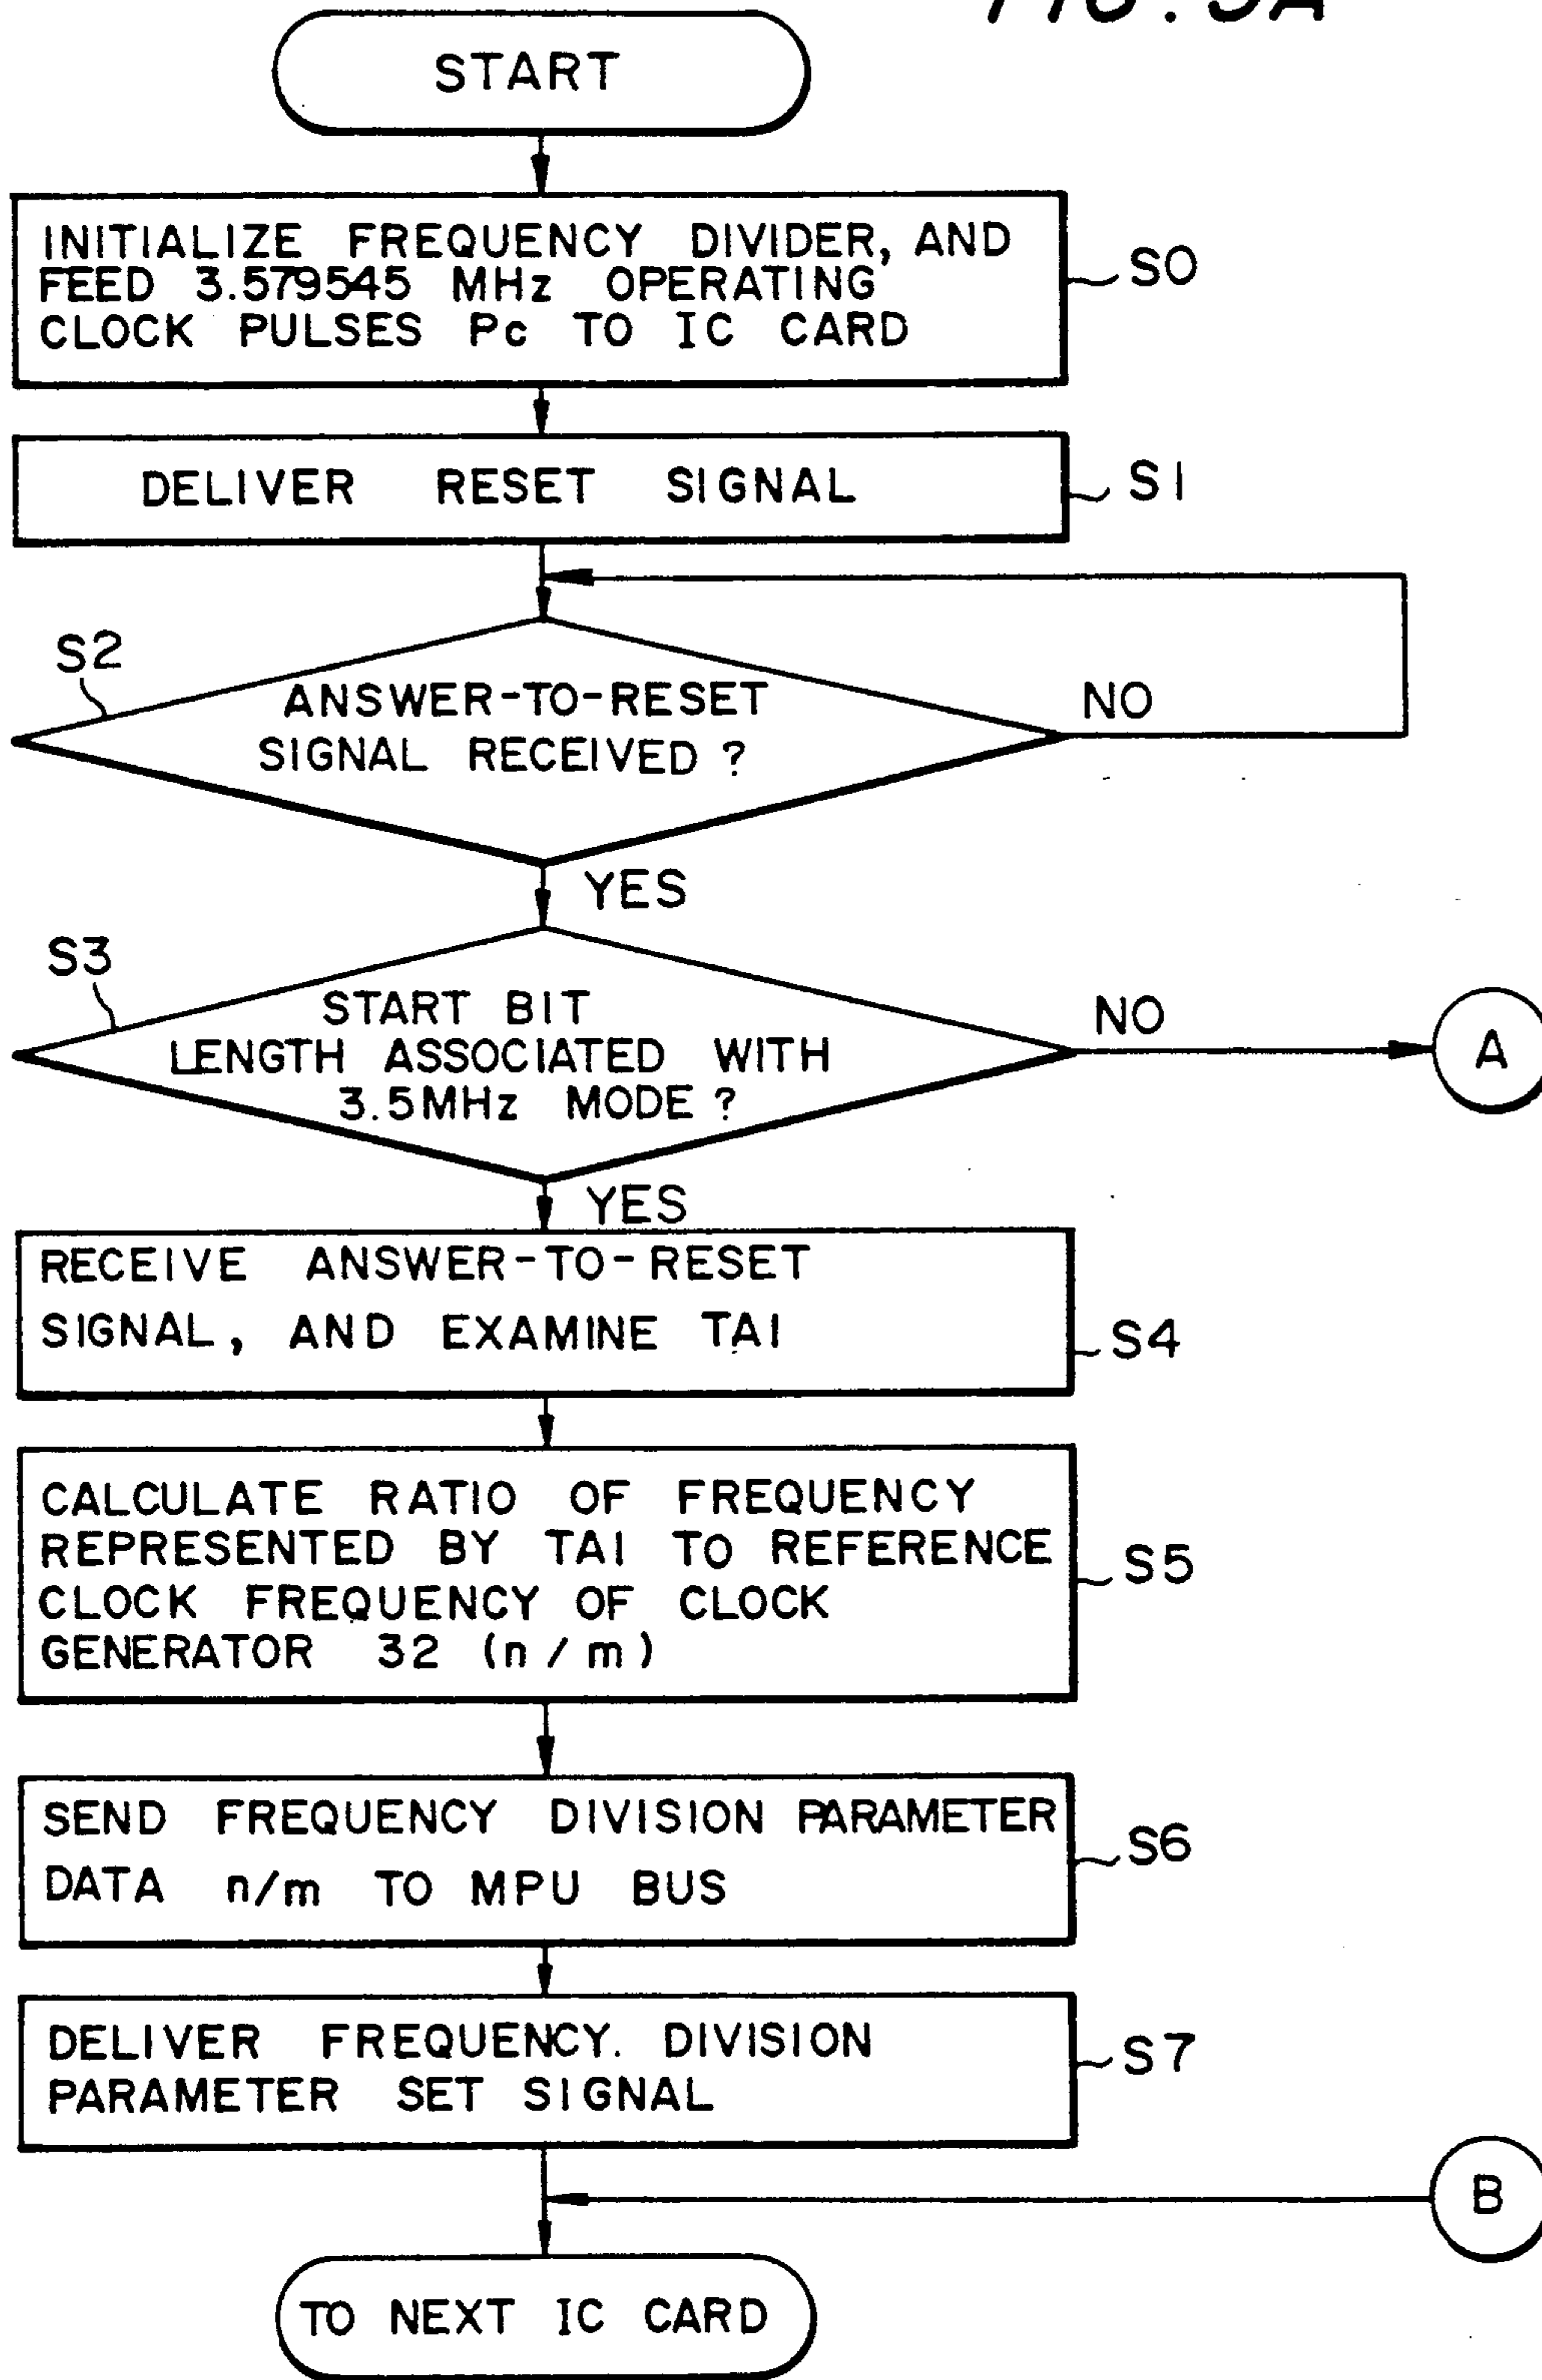 START
INITIALIZE FREQUENCY DIVIDER, AND
FEED 3.579545 MHz OPERATING
CLOCK PULSES Pc TO IC CARD
S0
DELIVER RESET SIGNAL
S1
S2
ANSWER-TO-RESET
SIGNAL RECEIVED ?
NO
YES
S3
START BIT
LENGTH ASSOCIATED WITH
3.5MHz MODE ?
NO
A
YES
RECEIVE ANSWER-TO-RESET
SIGNAL, AND EXAMINE TA1
S4
CALCULATE RATIO OF FREQUENCY
REPRESENTED BY TA1 TO REFERENCE
CLOCK FREQUENCY OF CLOCK
GENERATOR 32 (n/m)
S5
SEND FREQUENCY DIVISION PARAMETER
DATA n/m TO MPU BUS
S6
DELIVER FREQUENCY. DIVISION
PARAMETER SET SIGNAL
S7
B
TO NEXT IC CARD